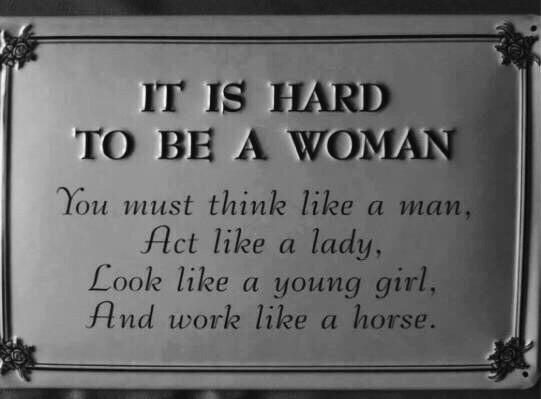 IT IS HARD
TO BE A WOMAN
You must think like a man,
Act like a lady,
Look like a young girl,
And work like a horse.